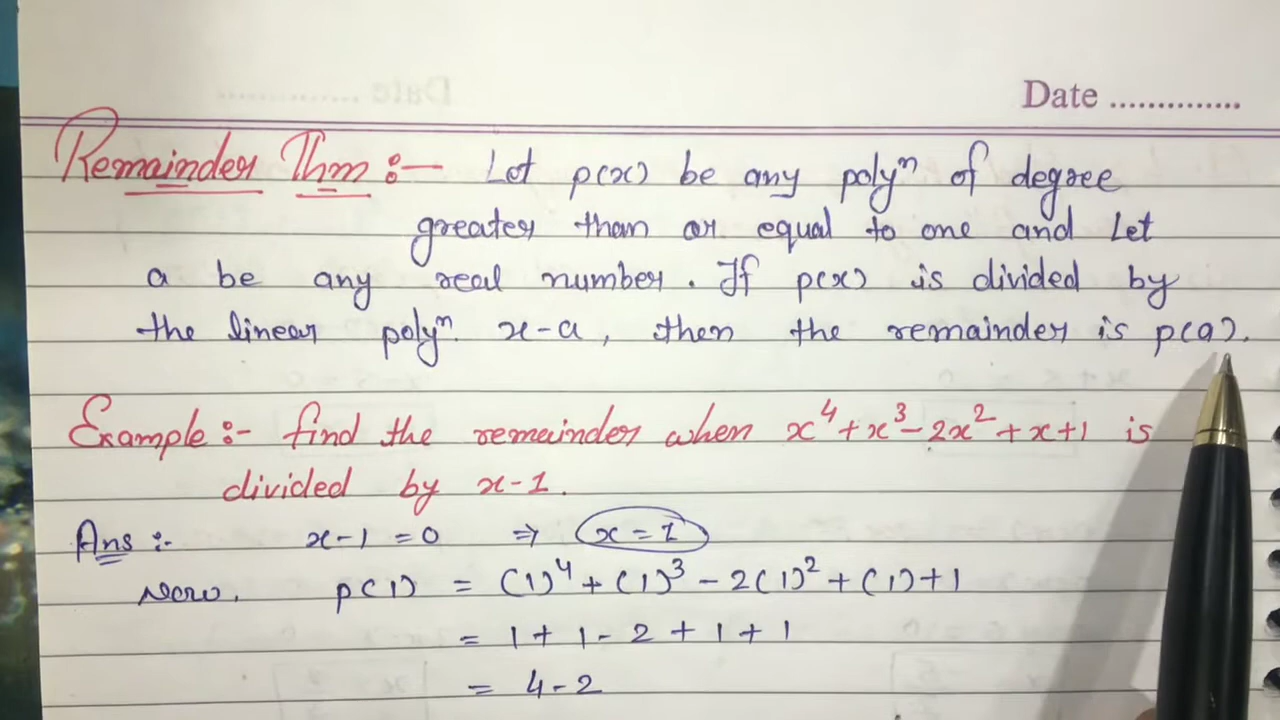 Date ..............
Remainder Thm :- Let p(x) be any polyⁿ of degree
greater than or equal to one and let
a be any real number. If p(x) is divided by
the linear polyⁿ. x-a, then the remainder is p(a).
Example :- find the remainder when x⁴+x³-2x²+x+1 is
divided by x-1.
Ans :- x-1=0 ⇒ x=1
Now, p(1) = (1)⁴+(1)³-2(1)²+(1)+1
= 1+1-2+1+1
= 4-2